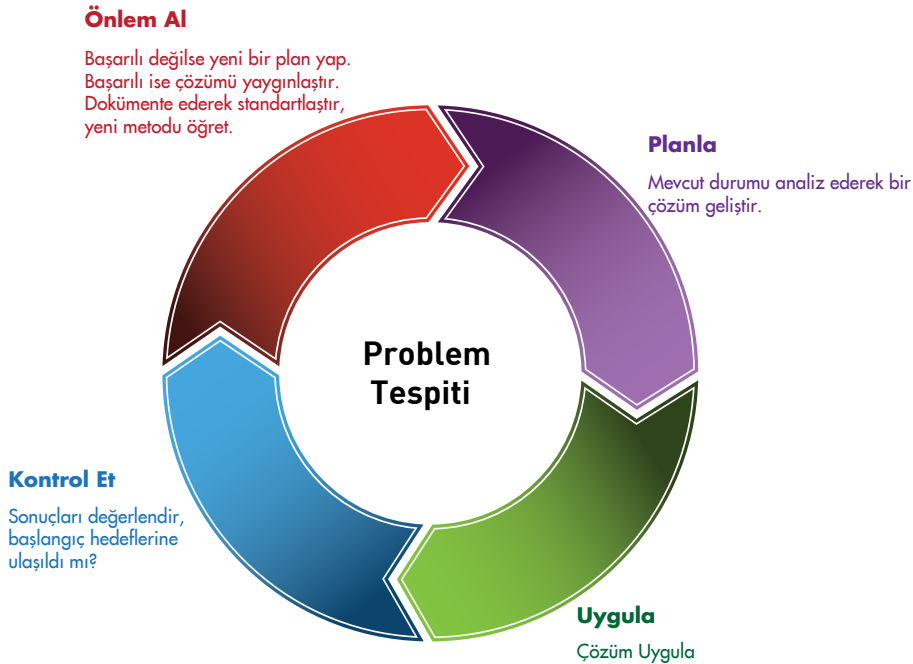 Önlem Al
Başarılı değilse yeni bir plan yap.
Başarılı ise çözümü yaygınlaştır.
Dokümente ederek standartlaştır,
yeni metodu öğret.
Planla
Mevcut durumu analiz ederek bir
çözüm geliştir.
Problem
Tespiti
Kontrol Et
Sonuçları değerlendir,
başlangıç hedeflerine
ulaşıldı mı?
Uygula
Çözüm Uygula